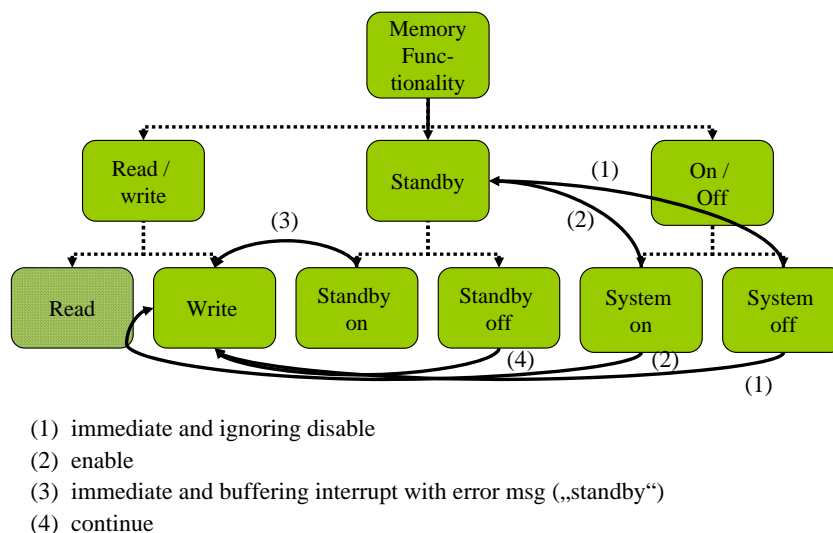 Memory
Func-
tionality
Read /
write
Standby
On /
Off
(1)
(2)
(3)
Read
Write
Standby
on
Standby
off
System
on
System
off
(4)
(2)
(1)
(1) immediate and ignoring disable
(2) enable
(3) immediate and buffering interrupt with error msg („standby“)
(4) continue